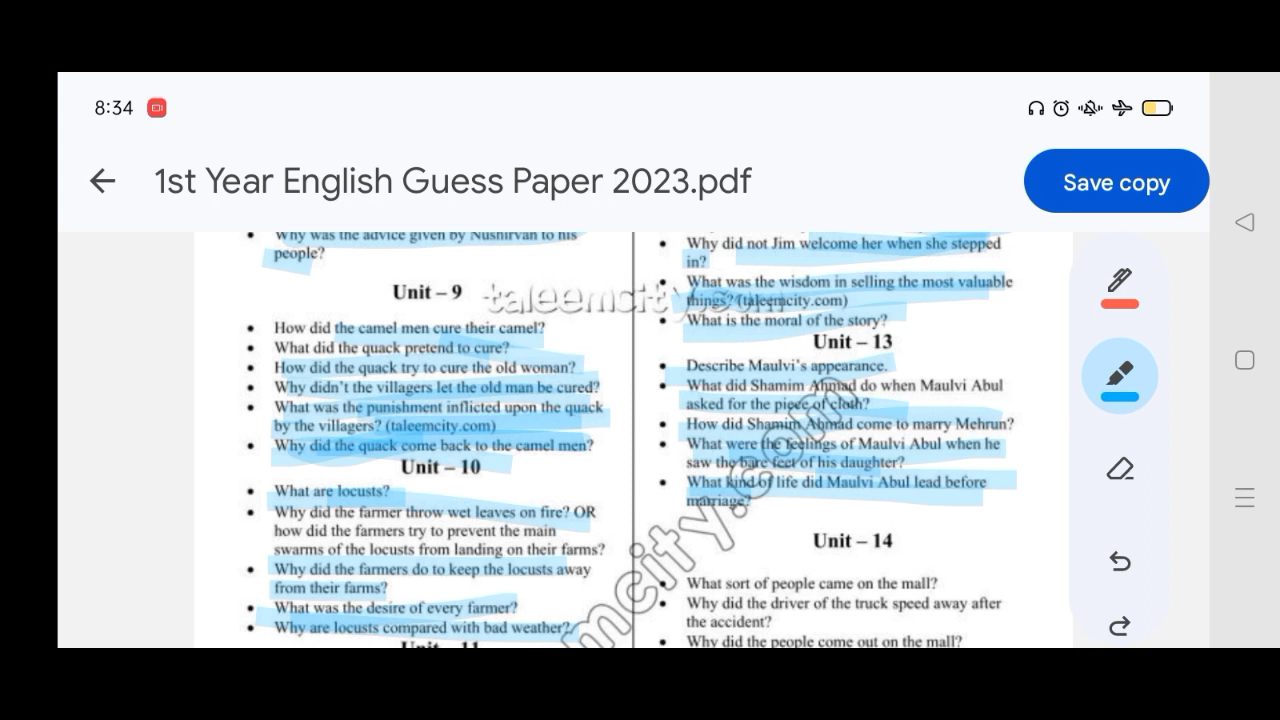 8:34
1st Year English Guess Paper 2023.pdf
Save copy
Why was the advice given by Nushirvan to his
people?
Unit – 9
• How did the camel men cure their camel?
• What did the quack pretend to cure?
• How did the quack try to cure the old woman?
• Why didn't the villagers let the old man be cured?
• What was the punishment inflicted upon the quack
by the villagers? (taleemcity.com)
• Why did the quack come back to the camel men?
Unit – 10
• What are locusts?
• Why did the farmer throw wet leaves on fire? OR
how did the farmers try to prevent the main
swarms of the locusts from landing on their farms?
• Why did the farmers do to keep the locusts away
from their farms?
• What was the desire of every farmer?
• Why are locusts compared with bad weather?
Unit – 11
• Why did not Jim welcome her when she stepped
in?
• What was the wisdom in selling the most valuable
things? (taleemcity.com)
• What is the moral of the story?
Unit – 13
• Describe Maulvi's appearance.
• What did Shamim Ahmad do when Maulvi Abul
asked for the piece of cloth?
• How did Shamim Ahmad come to marry Mehrun?
• What were the feelings of Maulvi Abul when he
saw the bare feet of his daughter?
• What kind of life did Maulvi Abul lead before
marriage?
Unit – 14
• What sort of people came on the mall?
• Why did the driver of the truck speed away after
the accident?
• Why did the people come out on the mall?
taleemcity.com
mcity.com